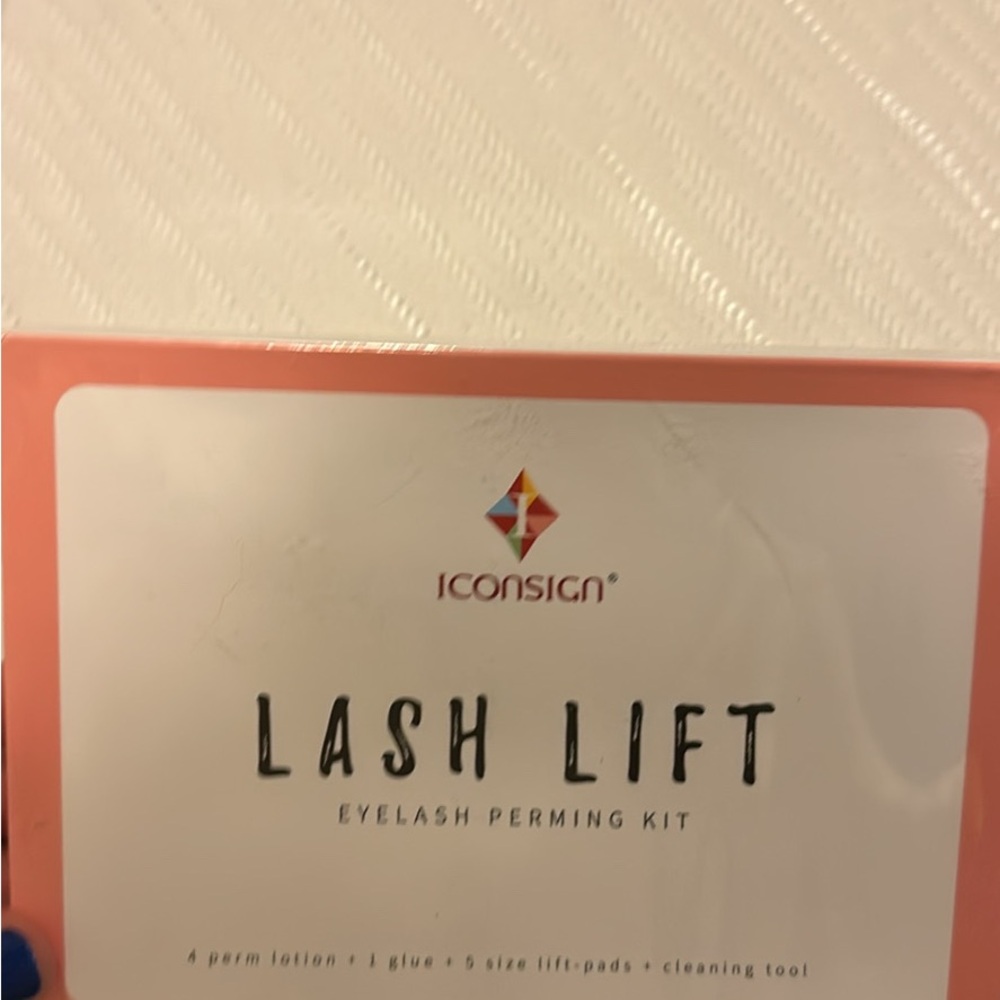 I
ICONSIGN®
LASH LIFT
EYELASH PERMING KIT
4 perm lotion + 1 glue + 5 size lift-pads + cleaning tool